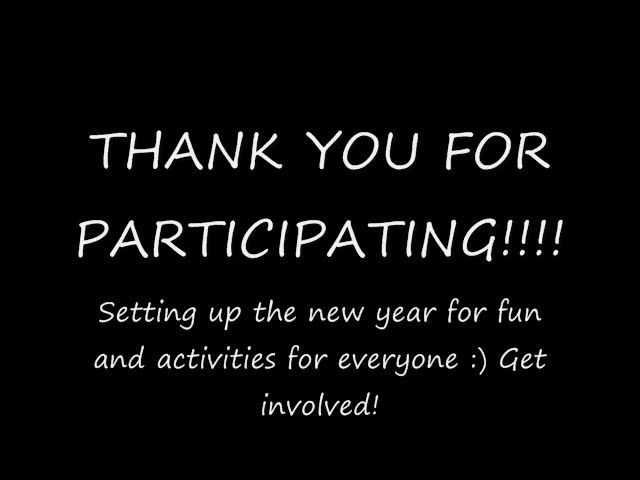 THANK YOU FOR
PARTICIPATING!!!!
Setting up the new year for fun
and activities for everyone :) Get
involved!